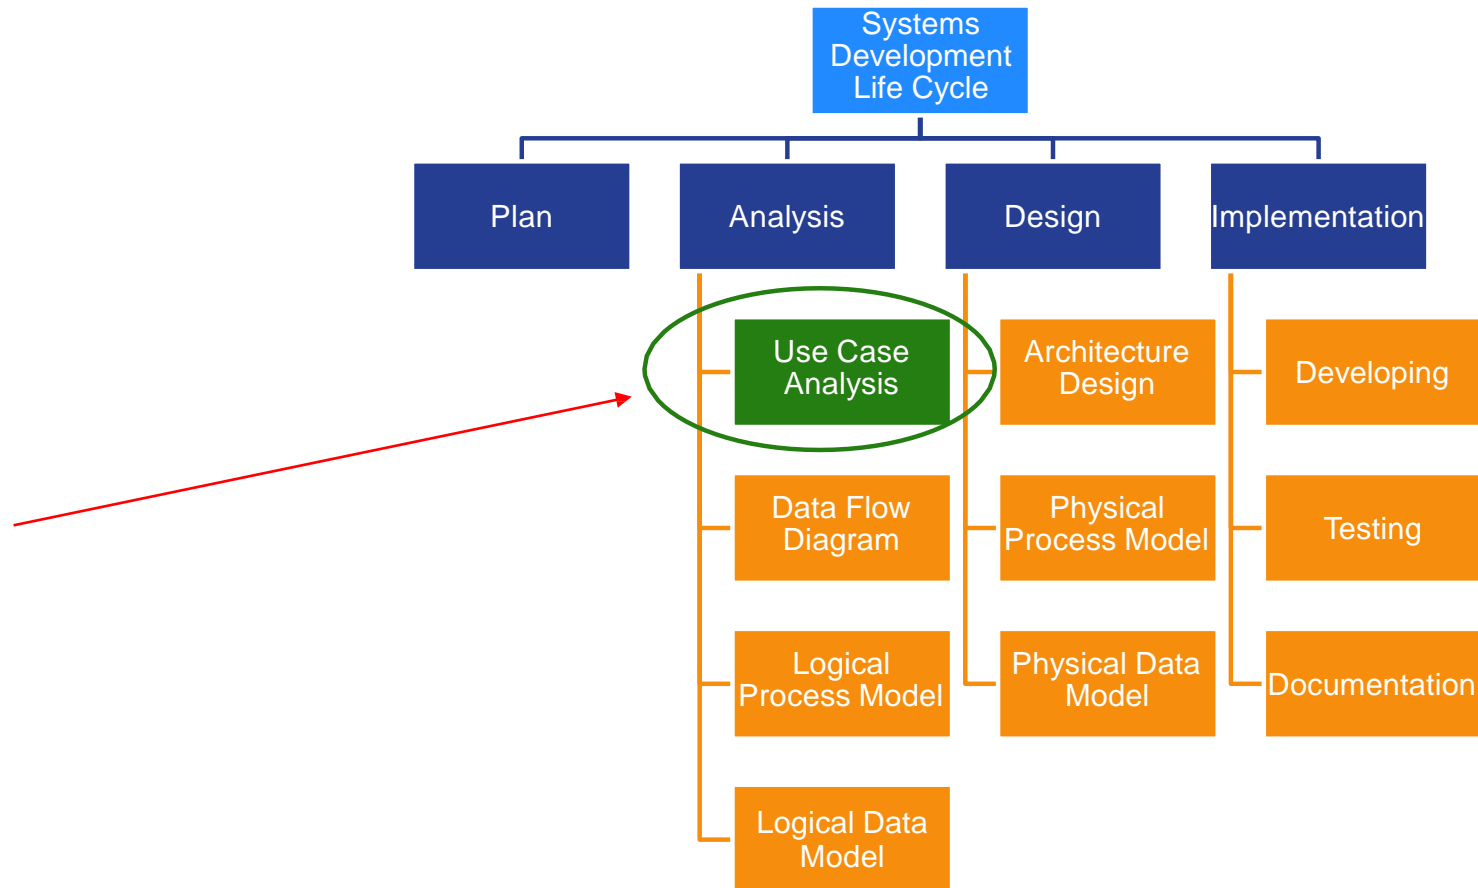 Systems
Development
Life Cycle
Plan
Analysis
Design
Implementation
Use Case
Analysis
Architecture
Design
Developing
Data Flow
Diagram
Physical
Process Model
Testing
Logical
Process Model
Physical Data
Model
Documentation
Logical Data
Model